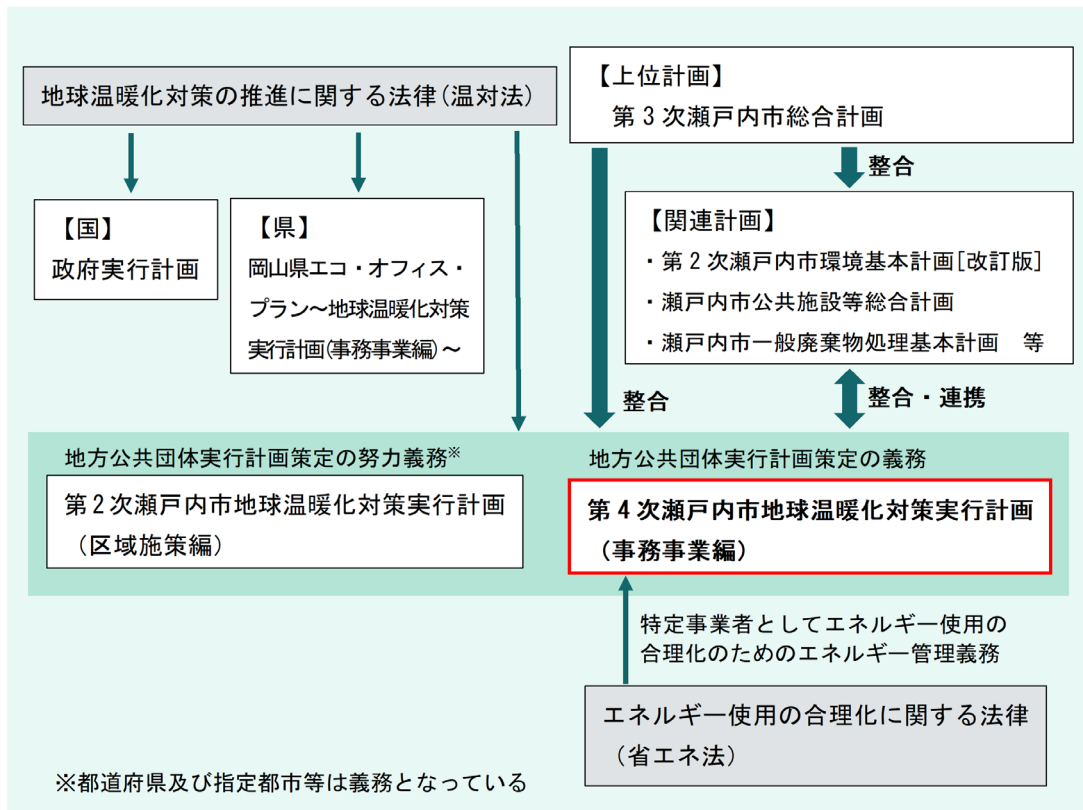 地球温暖化対策の推進に関する法律(温対法)
【上位計画】
第3次瀬戸内市総合計画
整合
【国】
政府実行計画
【県】
岡山県エコ・オフィス・
プラン～地球温暖化対策
実行計画(事務事業編)～
【関連計画】
・第2次瀬戸内市環境基本計画[改訂版]
・瀬戸内市公共施設等総合計画
・瀬戸内市一般廃棄物処理基本計画　等
整合
整合・連携
地方公共団体実行計画策定の努力義務※
第2次瀬戸内市地球温暖化対策実行計画
(区域施策編)
地方公共団体実行計画策定の義務
第4次瀬戸内市地球温暖化対策実行計画
(事務事業編)
特定事業者としてエネルギー使用の
合理化のためのエネルギー管理義務
エネルギー使用の合理化に関する法律
(省エネ法)
※都道府県及び指定都市等は義務となっている